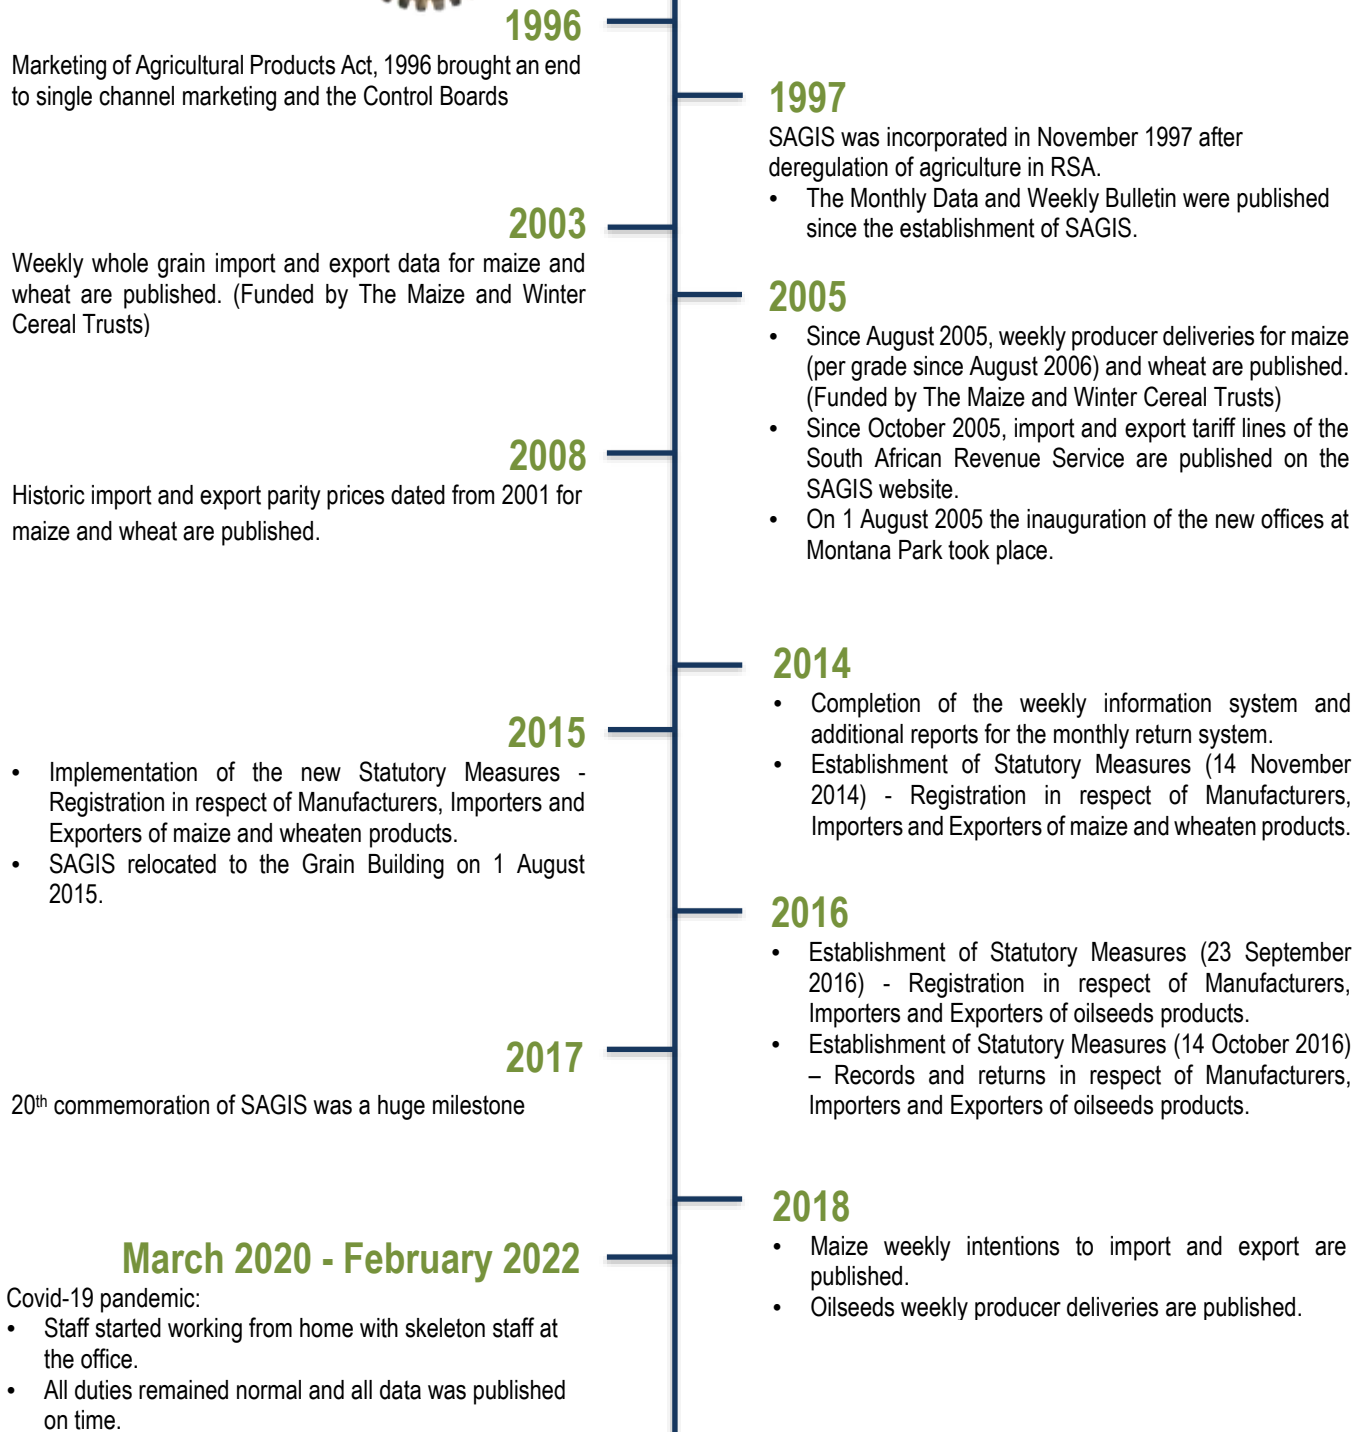 1996
Marketing of Agricultural Products Act, 1996 brought an end
to single channel marketing and the Control Boards
1997
SAGIS was incorporated in November 1997 after
deregulation of agriculture in RSA.
• The Monthly Data and Weekly Bulletin were published
since the establishment of SAGIS.
2003
Weekly whole grain import and export data for maize and
wheat are published. (Funded by The Maize and Winter
Cereal Trusts)
2005
• Since August 2005, weekly producer deliveries for maize
(per grade since August 2006) and wheat are published.
(Funded by The Maize and Winter Cereal Trusts)
• Since October 2005, import and export tariff lines of the
South African Revenue Service are published on the
SAGIS website.
• On 1 August 2005 the inauguration of the new offices at
Montana Park took place.
2008
Historic import and export parity prices dated from 2001 for
maize and wheat are published.
2014
• Completion of the weekly information system and
additional reports for the monthly return system.
• Establishment of Statutory Measures (14 November
2014) - Registration in respect of Manufacturers,
Importers and Exporters of maize and wheaten products.
2015
• Implementation of the new Statutory Measures -
Registration in respect of Manufacturers, Importers and
Exporters of maize and wheaten products.
• SAGIS relocated to the Grain Building on 1 August
2015.
2016
• Establishment of Statutory Measures (23 September
2016) - Registration in respect of Manufacturers,
Importers and Exporters of oilseeds products.
• Establishment of Statutory Measures (14 October 2016)
– Records and returns in respect of Manufacturers,
Importers and Exporters of oilseeds products.
2017
20th commemoration of SAGIS was a huge milestone
2018
• Maize weekly intentions to import and export are
published.
• Oilseeds weekly producer deliveries are published.
March 2020 - February 2022
Covid-19 pandemic:
• Staff started working from home with skeleton staff at
the office.
• All duties remained normal and all data was published
on time.